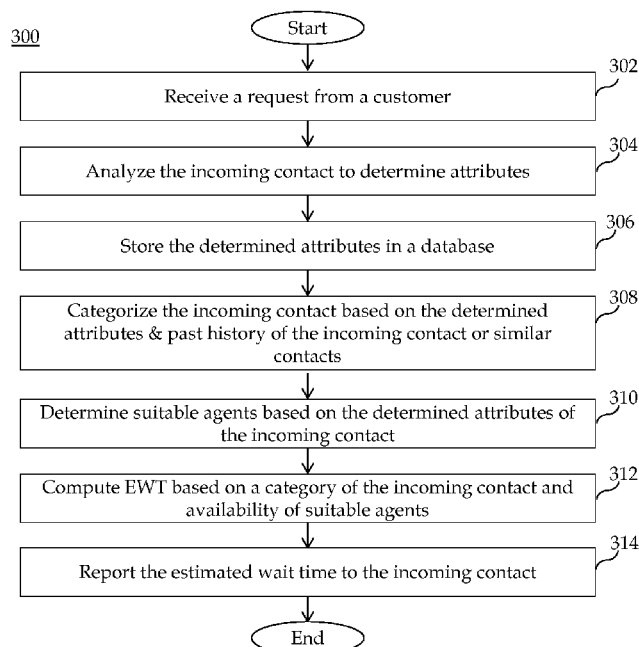 Start
300
302
Receive a request from a customer
304
Analyze the incoming contact to determine attributes
306
Store the determined attributes in a database
308
Categorize the incoming contact based on the determined
attributes & past history of the incoming contact or similar
contacts
310
Determine suitable agents based on the determined attributes of
the incoming contact
312
Compute EWT based on a category of the incoming contact and
availability of suitable agents
314
Report the estimated wait time to the incoming contact
End